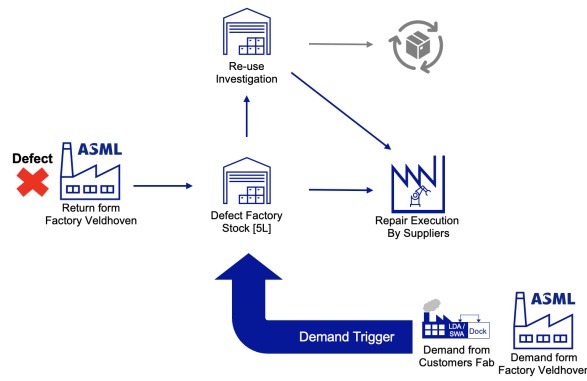 Re-use
Investigation
ASML
Defect
Return form
Factory Veldhoven
Defect Factory
Stock [5L]
Repair Execution
By Suppliers
Demand Trigger
LDA /
SWA
Dock
Demand from
Customers Fab
ASML
Demand form
Factory Veldhoven